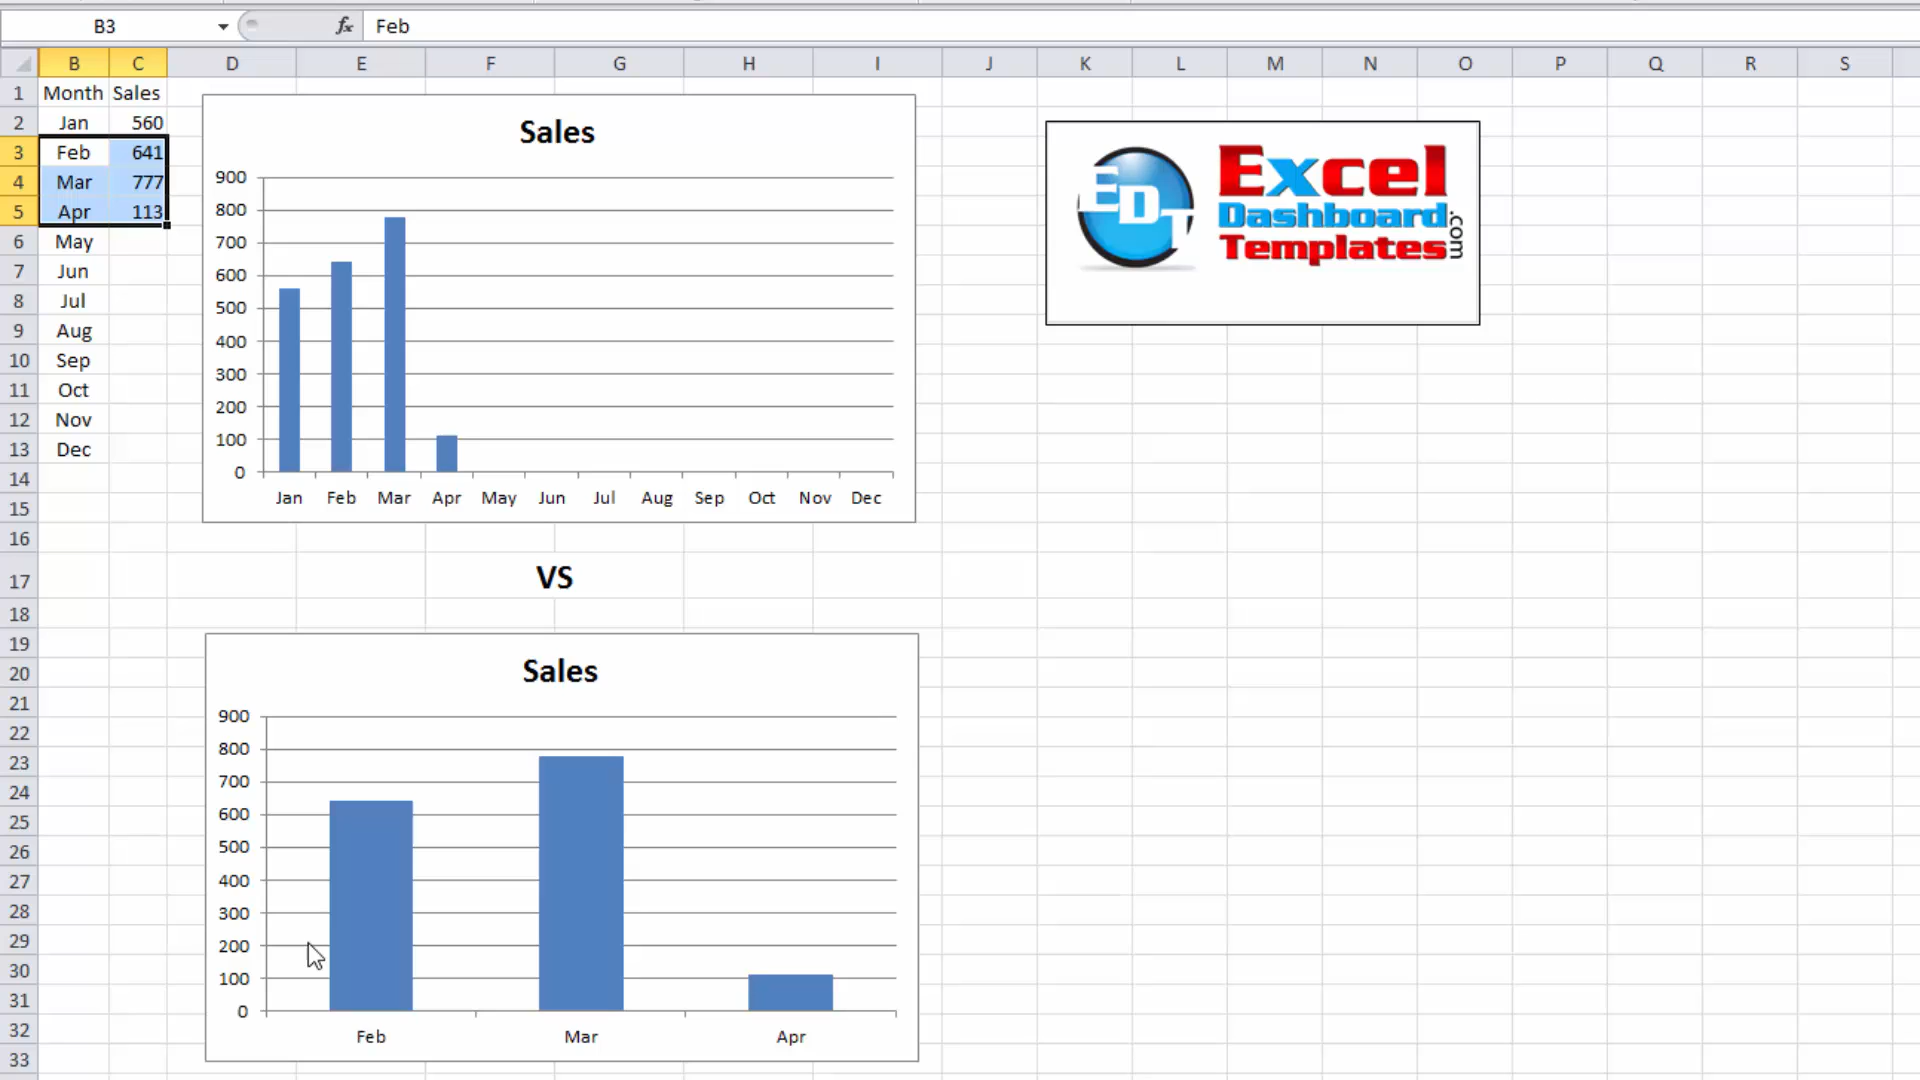 B3 fx Feb
B C D E F G H I J K L M N O P Q R S
1 Month Sales
2 Jan 560
3 Feb 641
4 Mar 777
5 Apr 113
6 May
7 Jun
8 Jul
9 Aug
10 Sep
11 Oct
12 Nov
13 Dec
14
15
16
17
18
19
20
21
22
23
24
25
26
27
28
29
30
31
32
33
Sales
900
800
700
600
500
400
300
200
100
0
Jan Feb Mar Apr May Jun Jul Aug Sep Oct Nov Dec
EDT
Excel
Dashboard
Templates
.com
VS
Sales
900
800
700
600
500
400
300
200
100
0
Feb Mar Apr